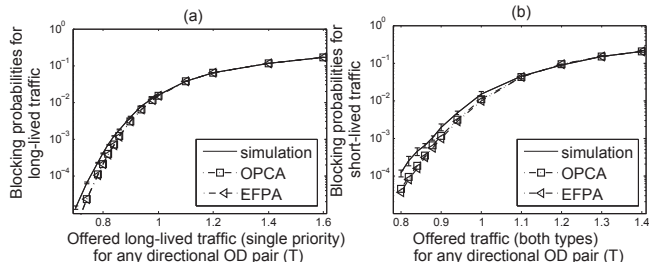 (a)
Blocking probabilities for
long-lived traffic
10^0
10^-1
10^-2
10^-3
10^-4
simulation
OPCA
EFPA
0.8 1 1.2 1.4 1.6
Offered long-lived traffic (single priority)
for any directional OD pair (T)
(b)
Blocking probabilities for
short-lived traffic
10^0
10^-1
10^-2
10^-3
10^-4
simulation
OPCA
EFPA
0.8 0.9 1 1.1 1.2 1.3 1.4
Offered traffic (both types)
for any directional OD pair (T)